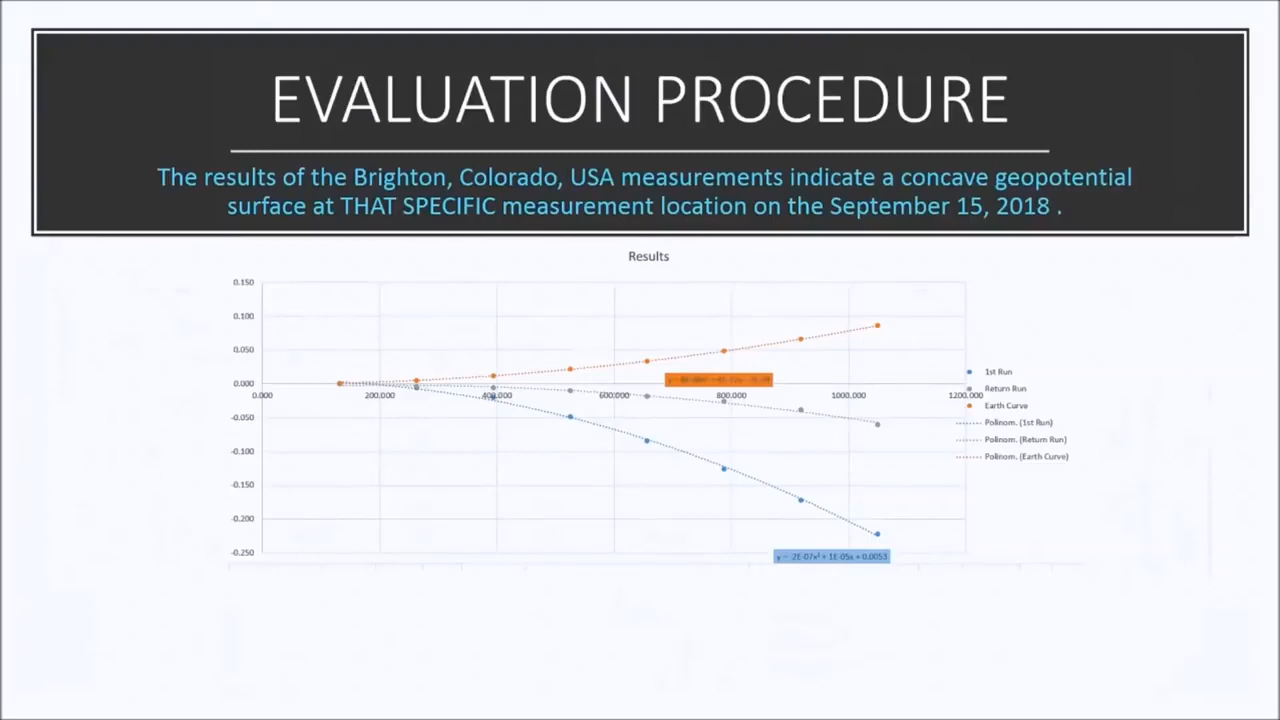 EVALUATION PROCEDURE
The results of the Brighton, Colorado, USA measurements indicate a concave geopotential
surface at THAT SPECIFIC measurement location on the September 15, 2018 .
Results
0.150
0.100
0.050
0.000
-0.050
-0.100
-0.150
-0.200
-0.250
0.000 200.000 400.000 600.000 800.000 1000.000 1200.000
1st Run
Return Run
Earth Curve
Polinom. (1st Run)
Polinom. (Return Run)
Polinom. (Earth Curve)
y = 2E-07x² + 1E-05x + 0.0053